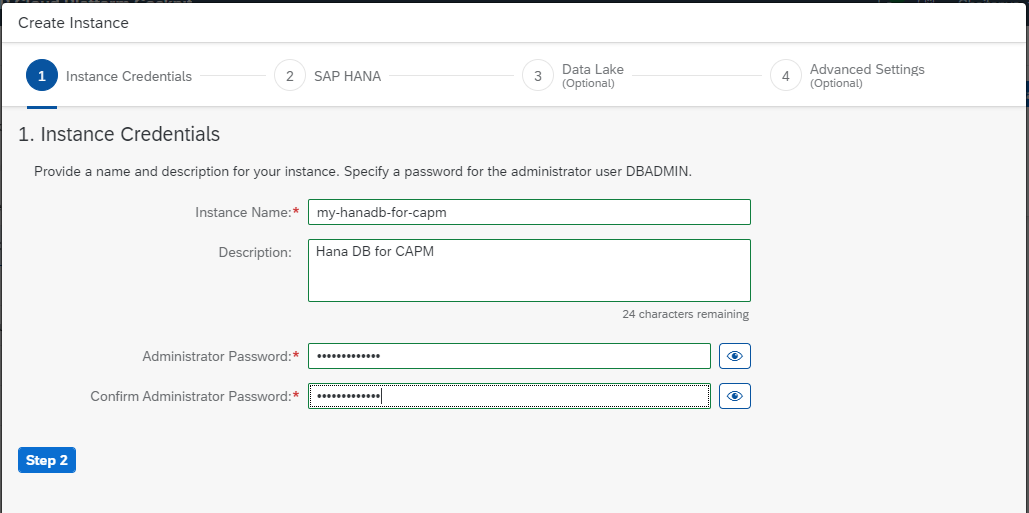 Create Instance
1 Instance Credentials 2 SAP HANA 3 Data Lake (Optional) 4 Advanced Settings (Optional)
1. Instance Credentials
Provide a name and description for your instance. Specify a password for the administrator user DBADMIN.
Instance Name:* my-hanadb-for-capm
Description: Hana DB for CAPM
24 characters remaining
Administrator Password:* •••••••••••••
Confirm Administrator Password:* •••••••••••••
Step 2